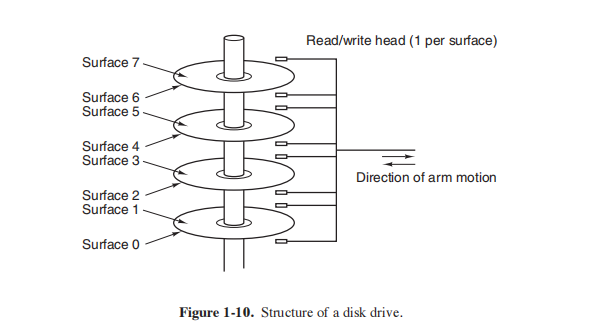 Read/write head (1 per surface)
Surface 7
Surface 6
Surface 5
Surface 4
Surface 3
Direction of arm motion
Surface 2
Surface 1
Surface 0
Figure 1-10. Structure of a disk drive.